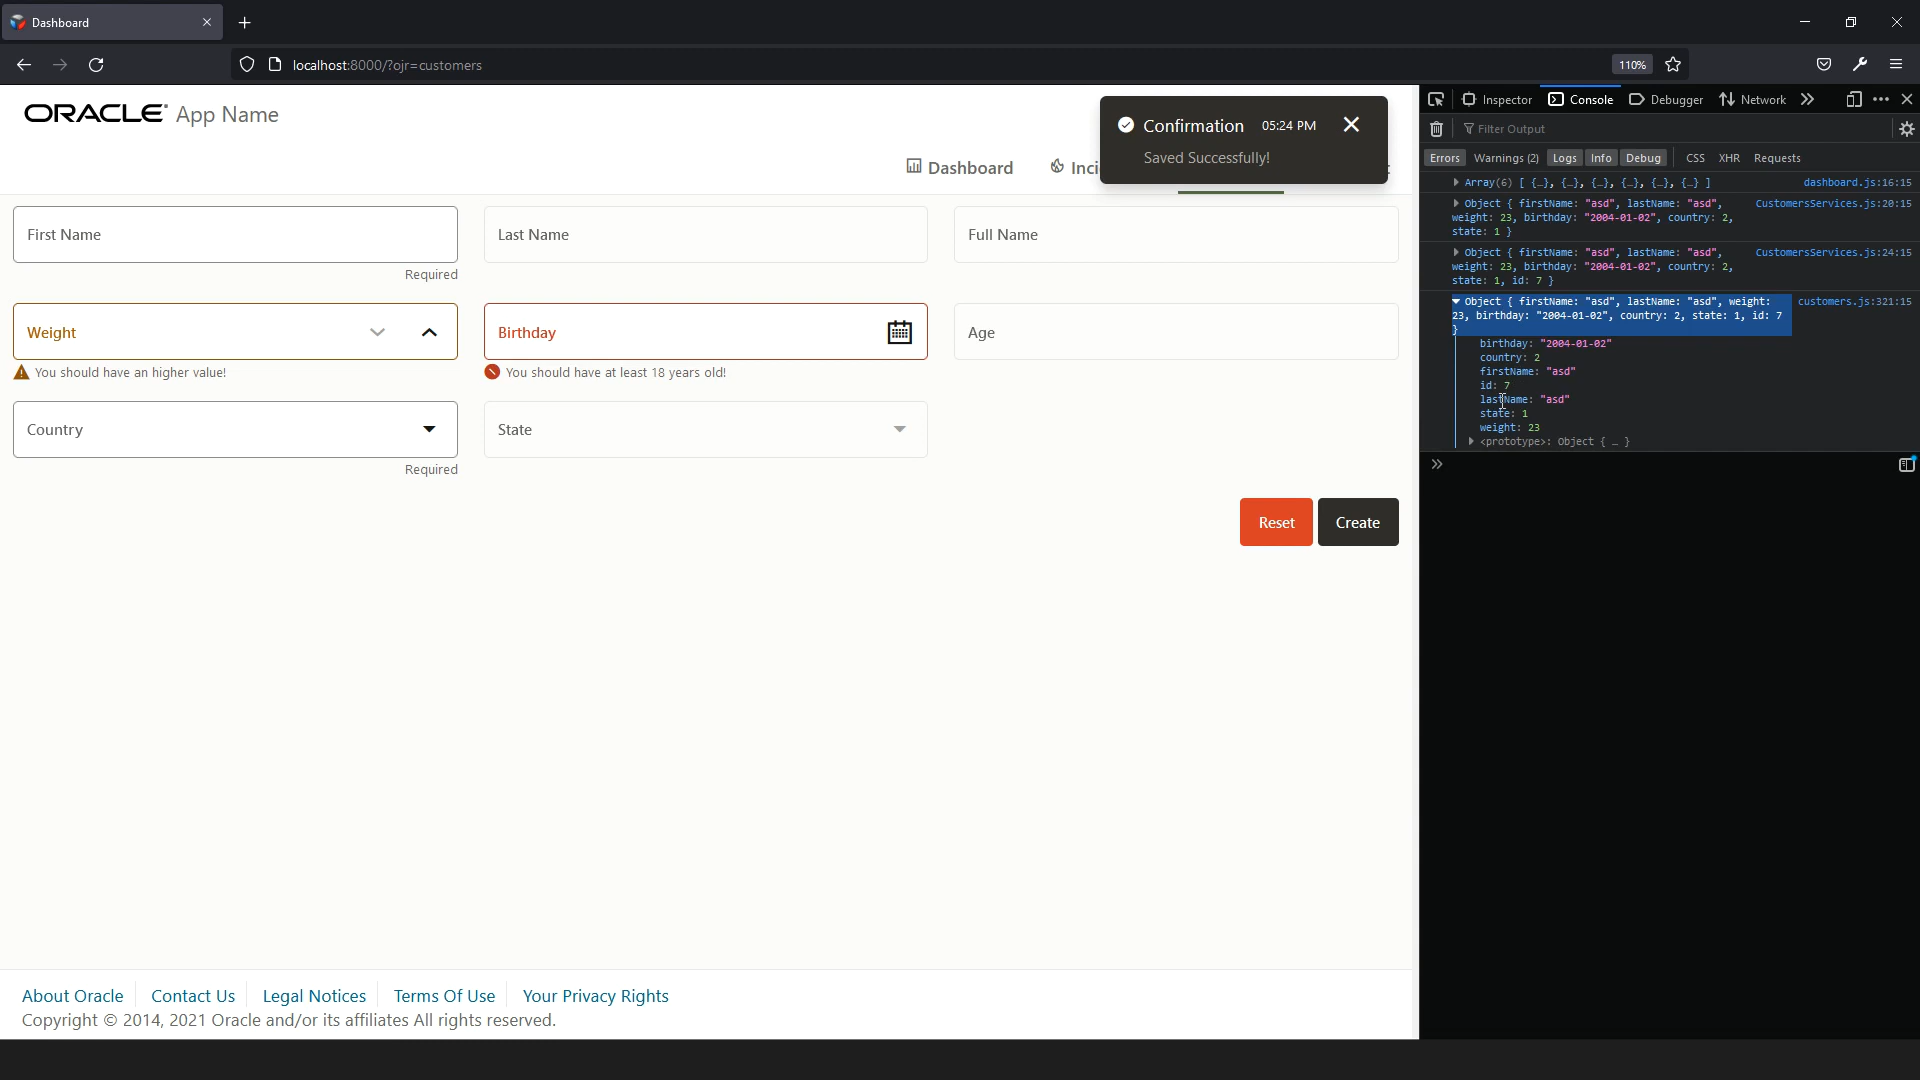 Dashboard
localhost:8000/?ojr=customers
110%
ORACLE App Name
Confirmation 05:24 PM
Saved Successfully!
Dashboard
Inci
First Name
Last Name
Full Name
Required
Weight
Birthday
Age
You should have an higher value!
You should have at least 18 years old!
Country
State
Required
Reset
Create
About Oracle
Contact Us
Legal Notices
Terms Of Use
Your Privacy Rights
Copyright © 2014, 2021 Oracle and/or its affiliates All rights reserved.
Inspector
Console
Debugger
Network
Filter Output
Errors Warnings (2) Logs Info Debug CSS XHR Requests
Array(6) [ {…}, {…}, {…}, {…}, {…}, {…} ] dashboard.js:16:15
Object { firstName: "asd", lastName: "asd", CustomersServices.js:20:15
weight: 23, birthday: "2004-01-02", country: 2,
state: 1 }
Object { firstName: "asd", lastName: "asd", CustomersServices.js:24:15
weight: 23, birthday: "2004-01-02", country: 2,
state: 1, id: 7 }
Object { firstName: "asd", lastName: "asd", weight: customers.js:321:15
23, birthday: "2004-01-02", country: 2, state: 1, id: 7
}
birthday: "2004-01-02"
country: 2
firstName: "asd"
id: 7
lastName: "asd"
state: 1
weight: 23
<prototype>: Object { … }